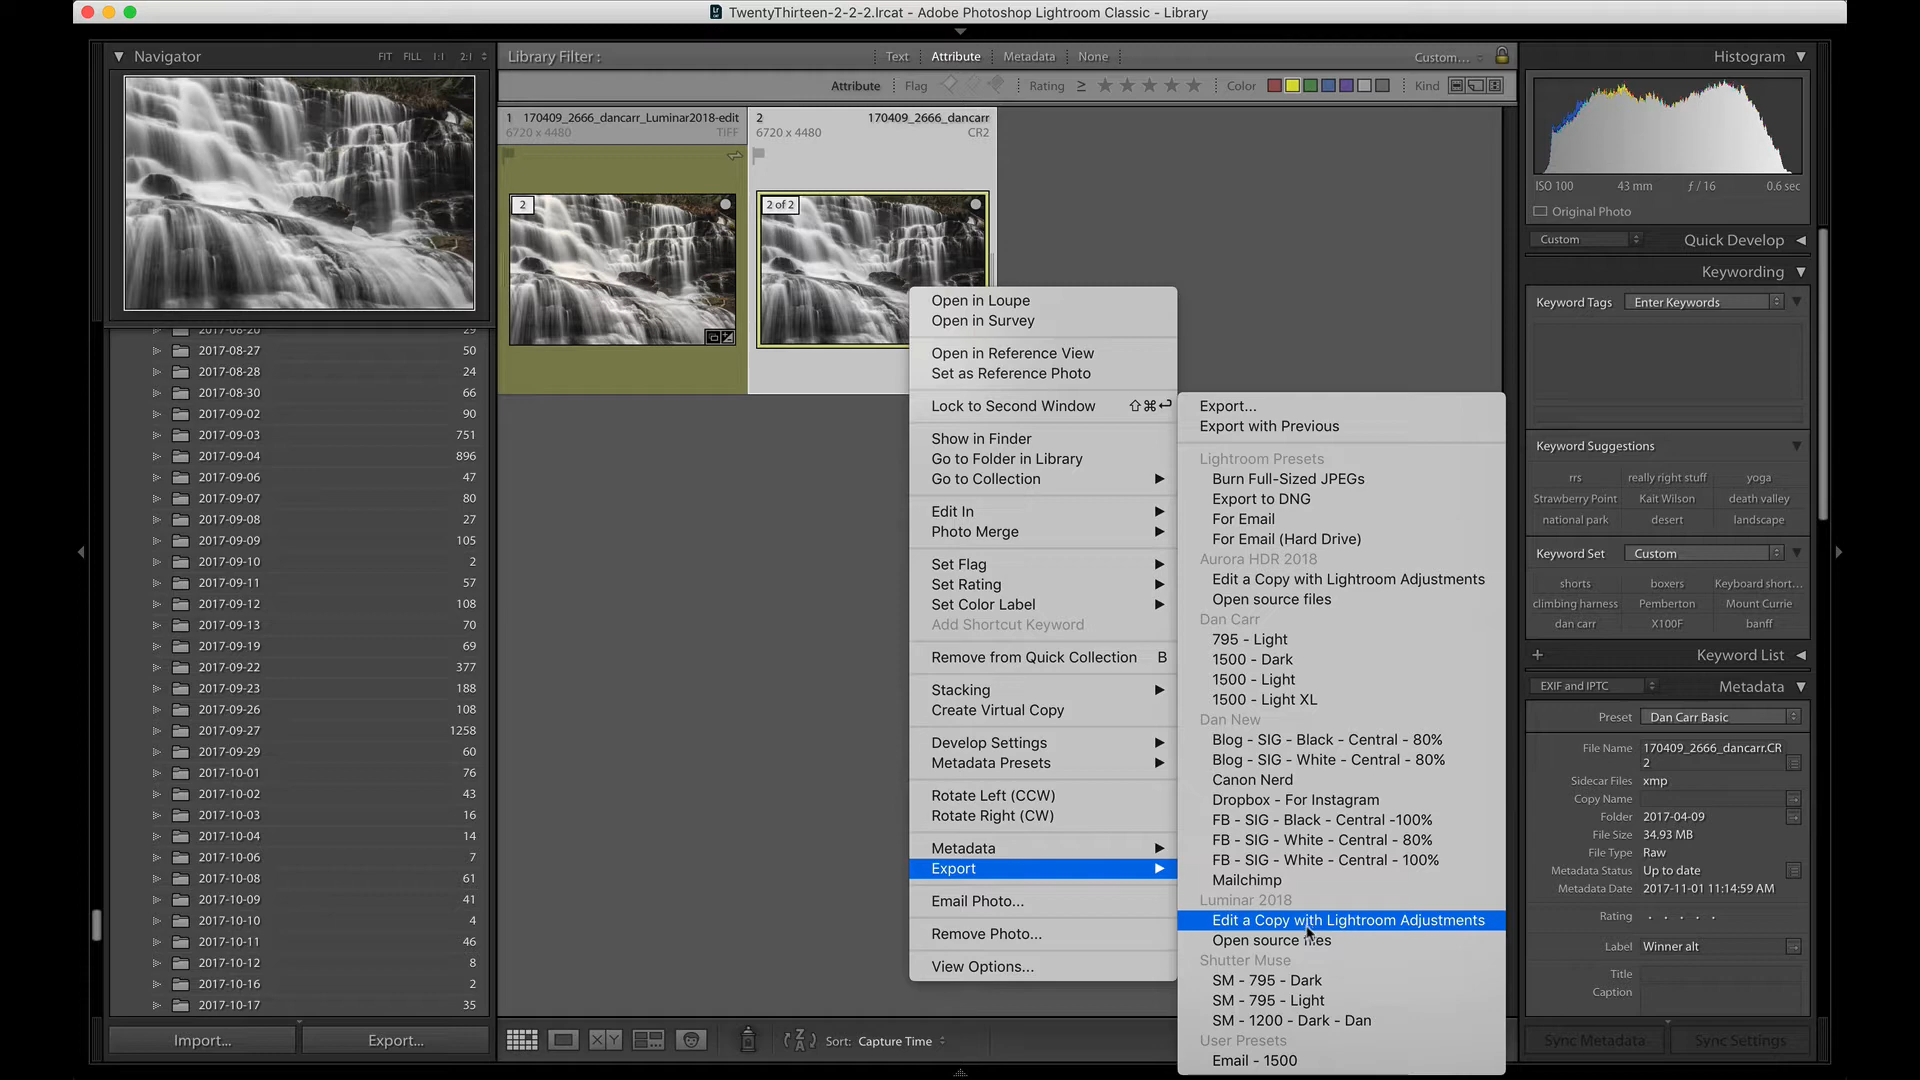 TwentyThirteen-2-2-2.lrcat - Adobe Photoshop Lightroom Classic - Library
Navigator
FIT FILL 1:1 2:1
2017-08-20 29
2017-08-27 50
2017-08-28 24
2017-08-30 66
2017-09-02 90
2017-09-03 751
2017-09-04 896
2017-09-06 47
2017-09-07 80
2017-09-08 27
2017-09-09 105
2017-09-10 2
2017-09-11 57
2017-09-12 108
2017-09-13 70
2017-09-19 69
2017-09-22 377
2017-09-23 188
2017-09-26 108
2017-09-27 1258
2017-09-29 60
2017-10-01 76
2017-10-02 43
2017-10-03 16
2017-10-04 14
2017-10-06 7
2017-10-08 61
2017-10-09 41
2017-10-10 4
2017-10-11 46
2017-10-12 8
2017-10-16 2
2017-10-17 35
Import... Export...
Library Filter : Text Attribute Metadata None Custom...
Attribute Flag Rating ≥ Color Kind
1 170409_2666_dancarr_Luminar2018-edit
6720 x 4480 TIFF
2
2 170409_2666_dancarr
6720 x 4480 CR2
2 of 2
Open in Loupe
Open in Survey
Open in Reference View
Set as Reference Photo
Lock to Second Window ⇧⌘↩
Show in Finder
Go to Folder in Library
Go to Collection
Edit In
Photo Merge
Set Flag
Set Rating
Set Color Label
Add Shortcut Keyword
Remove from Quick Collection B
Stacking
Create Virtual Copy
Develop Settings
Metadata Presets
Rotate Left (CCW)
Rotate Right (CW)
Metadata
Export
Email Photo...
Remove Photo...
View Options...
Export...
Export with Previous
Lightroom Presets
Burn Full-Sized JPEGs
Export to DNG
For Email
For Email (Hard Drive)
Aurora HDR 2018
Edit a Copy with Lightroom Adjustments
Open source files
Dan Carr
795 - Light
1500 - Dark
1500 - Light
1500 - Light XL
Dan New
Blog - SIG - Black - Central - 80%
Blog - SIG - White - Central - 80%
Canon Nerd
Dropbox - For Instagram
FB - SIG - Black - Central -100%
FB - SIG - White - Central - 80%
FB - SIG - White - Central - 100%
Mailchimp
Luminar 2018
Edit a Copy with Lightroom Adjustments
Open source files
Shutter Muse
SM - 795 - Dark
SM - 795 - Light
SM - 1200 - Dark - Dan
User Presets
Email - 1500
Sort: Capture Time
Histogram
ISO 100 43 mm ƒ / 16 0.6 sec
Original Photo
Custom Quick Develop
Keywording
Keyword Tags Enter Keywords
Keyword Suggestions
rrs really right stuff yoga
Strawberry Point Kait Wilson death valley
national park desert landscape
Keyword Set Custom
shorts boxers Keyboard short...
climbing harness Pemberton Mount Currie
dan carr X100F banff
+ Keyword List
EXIF and IPTC Metadata
Preset Dan Carr Basic
File Name 170409_2666_dancarr.CR
2
Sidecar Files xmp
Copy Name
Folder 2017-04-09
File Size 34.93 MB
File Type Raw
Metadata Status Up to date
Metadata Date 2017-11-01 11:14:59 AM
Rating . . . . .
Label Winner alt
Title
Caption
Sync Metadata Sync Settings